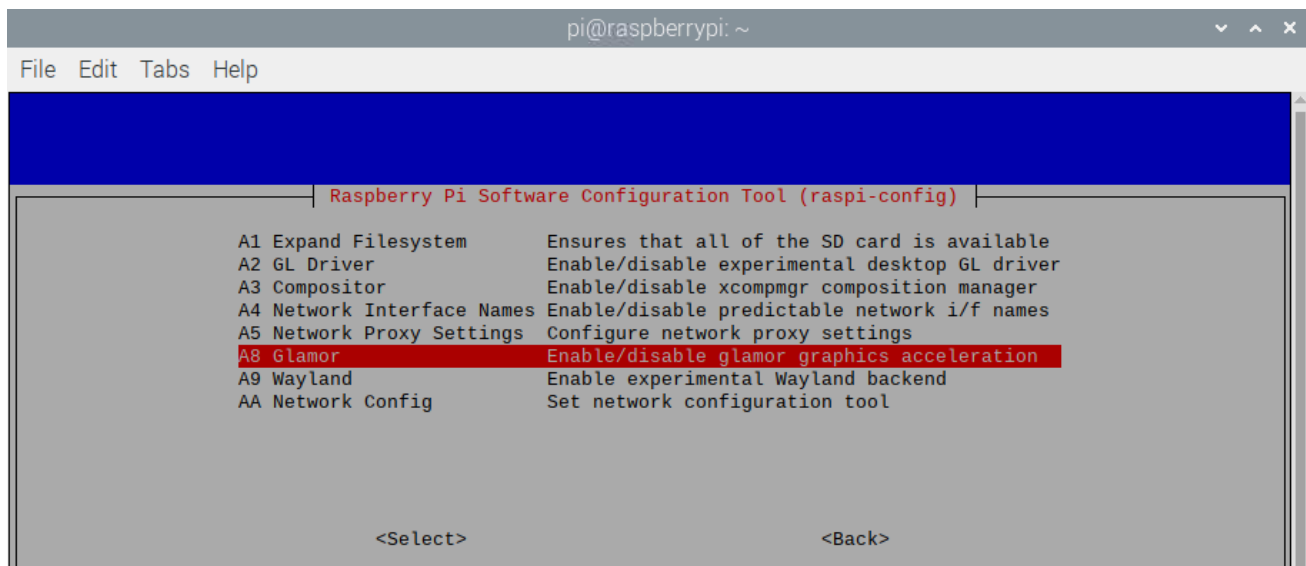 pi@raspberrypi: ~
File Edit Tabs Help
Raspberry Pi Software Configuration Tool (raspi-config)
A1 Expand Filesystem Ensures that all of the SD card is available
A2 GL Driver Enable/disable experimental desktop GL driver
A3 Compositor Enable/disable xcompmgr composition manager
A4 Network Interface Names Enable/disable predictable network i/f names
A5 Network Proxy Settings Configure network proxy settings
A8 Glamor Enable/disable glamor graphics acceleration
A9 Wayland Enable experimental Wayland backend
AA Network Config Set network configuration tool
<Select> <Back>